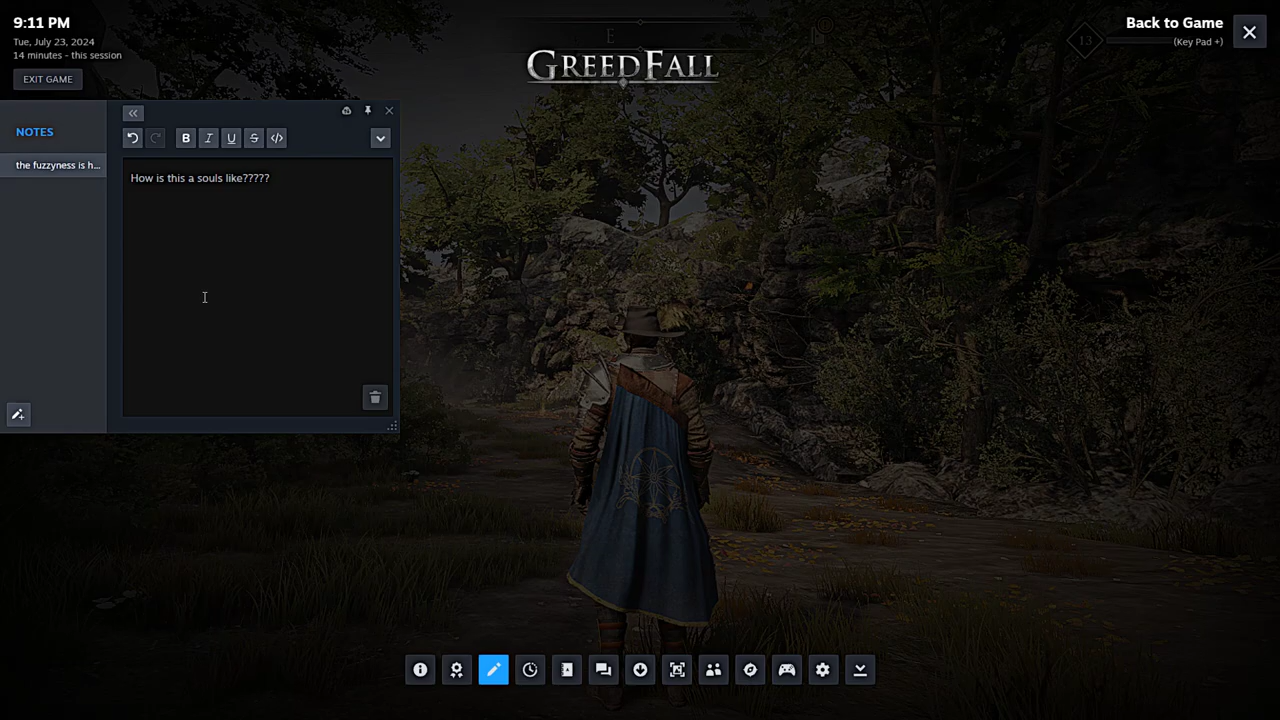 9:11 PM
Tue, July 23, 2024
14 minutes - this session
EXIT GAME
E
GREEDFALL
13
Back to Game
(Key Pad +)
NOTES
the fuzzyness is h...
B I U S </>
How is this a souls like?????